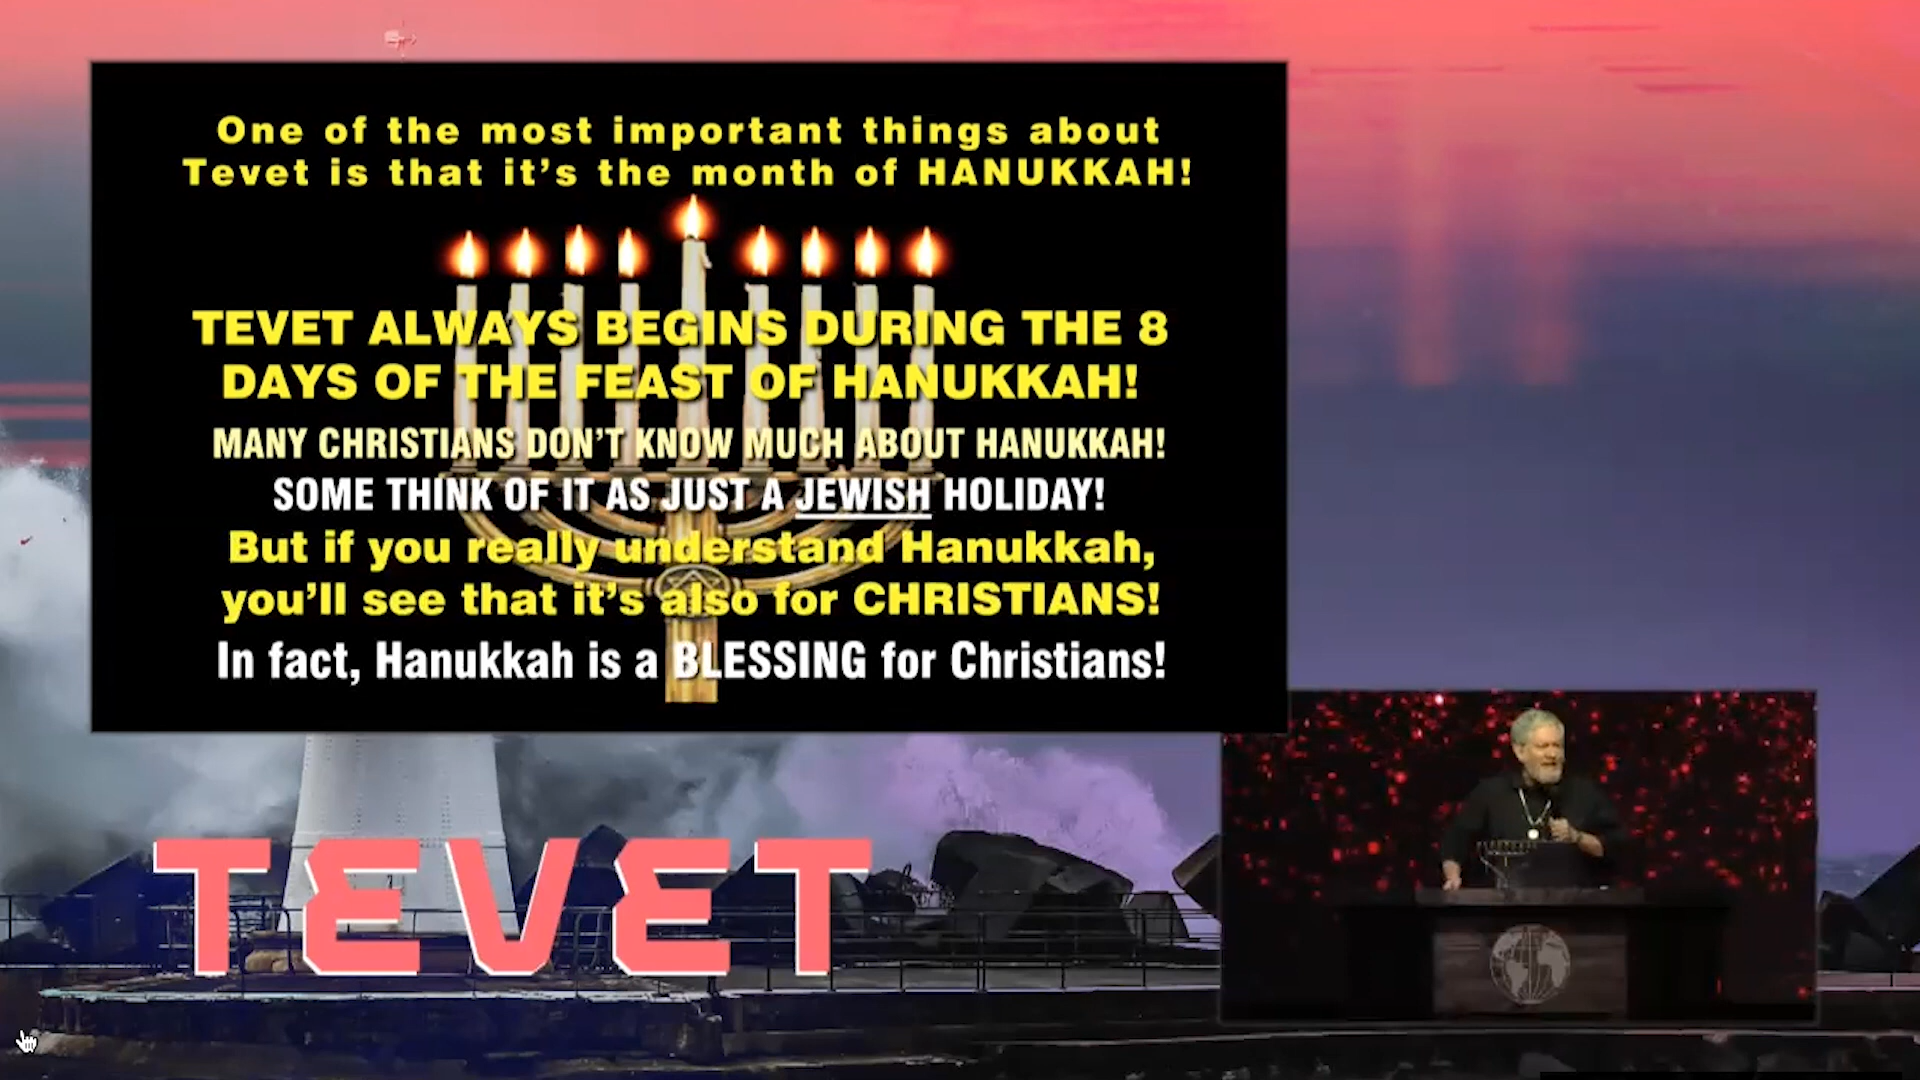 One of the most important things about
Tevet is that it's the month of HANUKKAH!
TEVET ALWAYS BEGINS DURING THE 8
DAYS OF THE FEAST OF HANUKKAH!
MANY CHRISTIANS DON'T KNOW MUCH ABOUT HANUKKAH!
SOME THINK OF IT AS JUST A JEWISH HOLIDAY!
But if you really understand Hanukkah,
you'll see that it's also for CHRISTIANS!
In fact, Hanukkah is a BLESSING for Christians!
TEVET